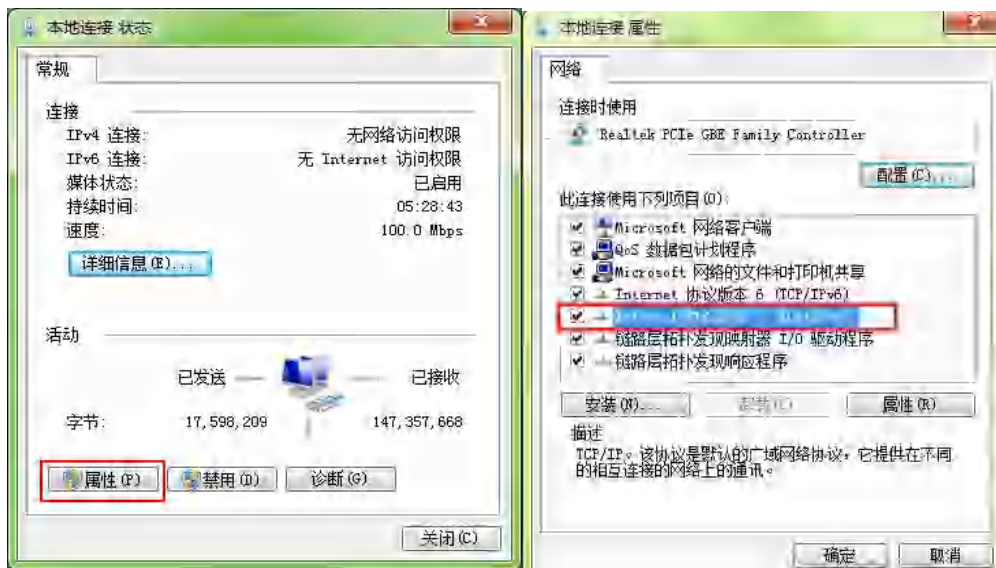 本地连接 状态
常规
连接
IPv4 连接: 无网络访问权限
IPv6 连接: 无 Internet 访问权限
媒体状态: 已启用
持续时间: 05:28:43
速度: 100.0 Mbps
详细信息(E)...
活动
已发送 已接收
字节: 17,598,209 147,357,668
属性(P) 禁用(D) 诊断(G)
关闭(C)
本地连接 属性
网络
连接时使用
Realtek PCIe GBE Family Controller
配置(C)...
此连接使用下列项目(O):
Microsoft 网络客户端
QoS 数据包计划程序
Microsoft 网络的文件和打印机共享
Internet 协议版本 6 (TCP/IPv6)
链路层拓扑发现映射器 I/O 驱动程序
链路层拓扑发现响应程序
安装(N)... 属性(R)
描述
TCP/IP。该协议是默认的广域网络协议，它提供在不同
的相互连接的网络上的通讯。
确定 取消